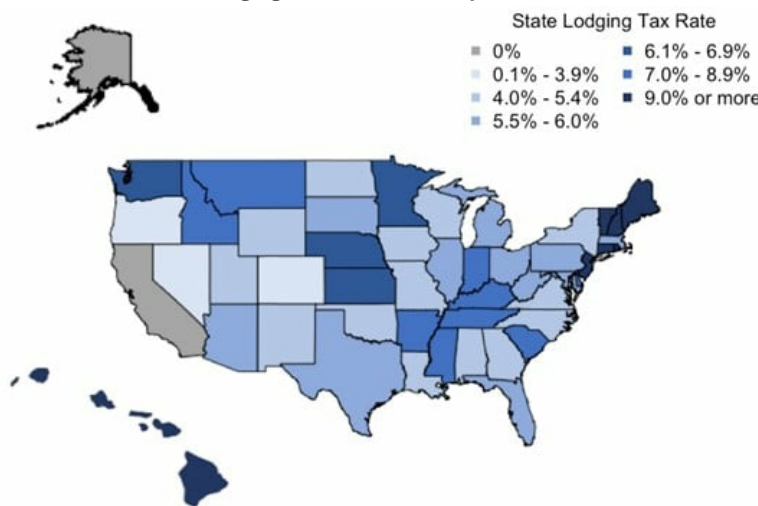 State Lodging Tax Rate
0%
0.1% - 3.9%
4.0% - 5.4%
5.5% - 6.0%
6.1% - 6.9%
7.0% - 8.9%
9.0% or more